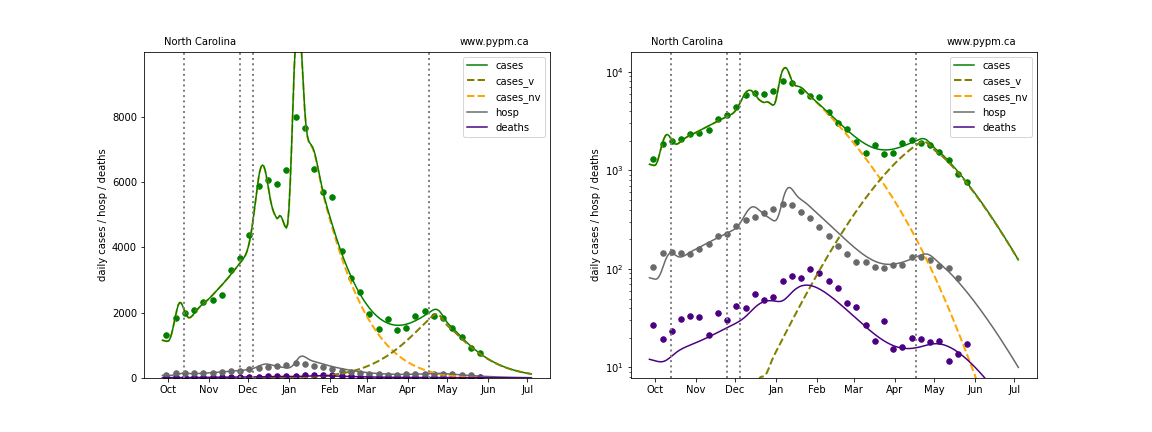 North Carolina www.pypm.ca
cases
cases_v
cases_nv
hosp
deaths
daily cases / hosp / deaths
8000
6000
4000
2000
0
Oct Nov Dec Jan Feb Mar Apr May Jun Jul
North Carolina www.pypm.ca
cases
cases_v
cases_nv
hosp
deaths
daily cases / hosp / deaths
10⁴
10³
10²
10¹
Oct Nov Dec Jan Feb Mar Apr May Jun Jul